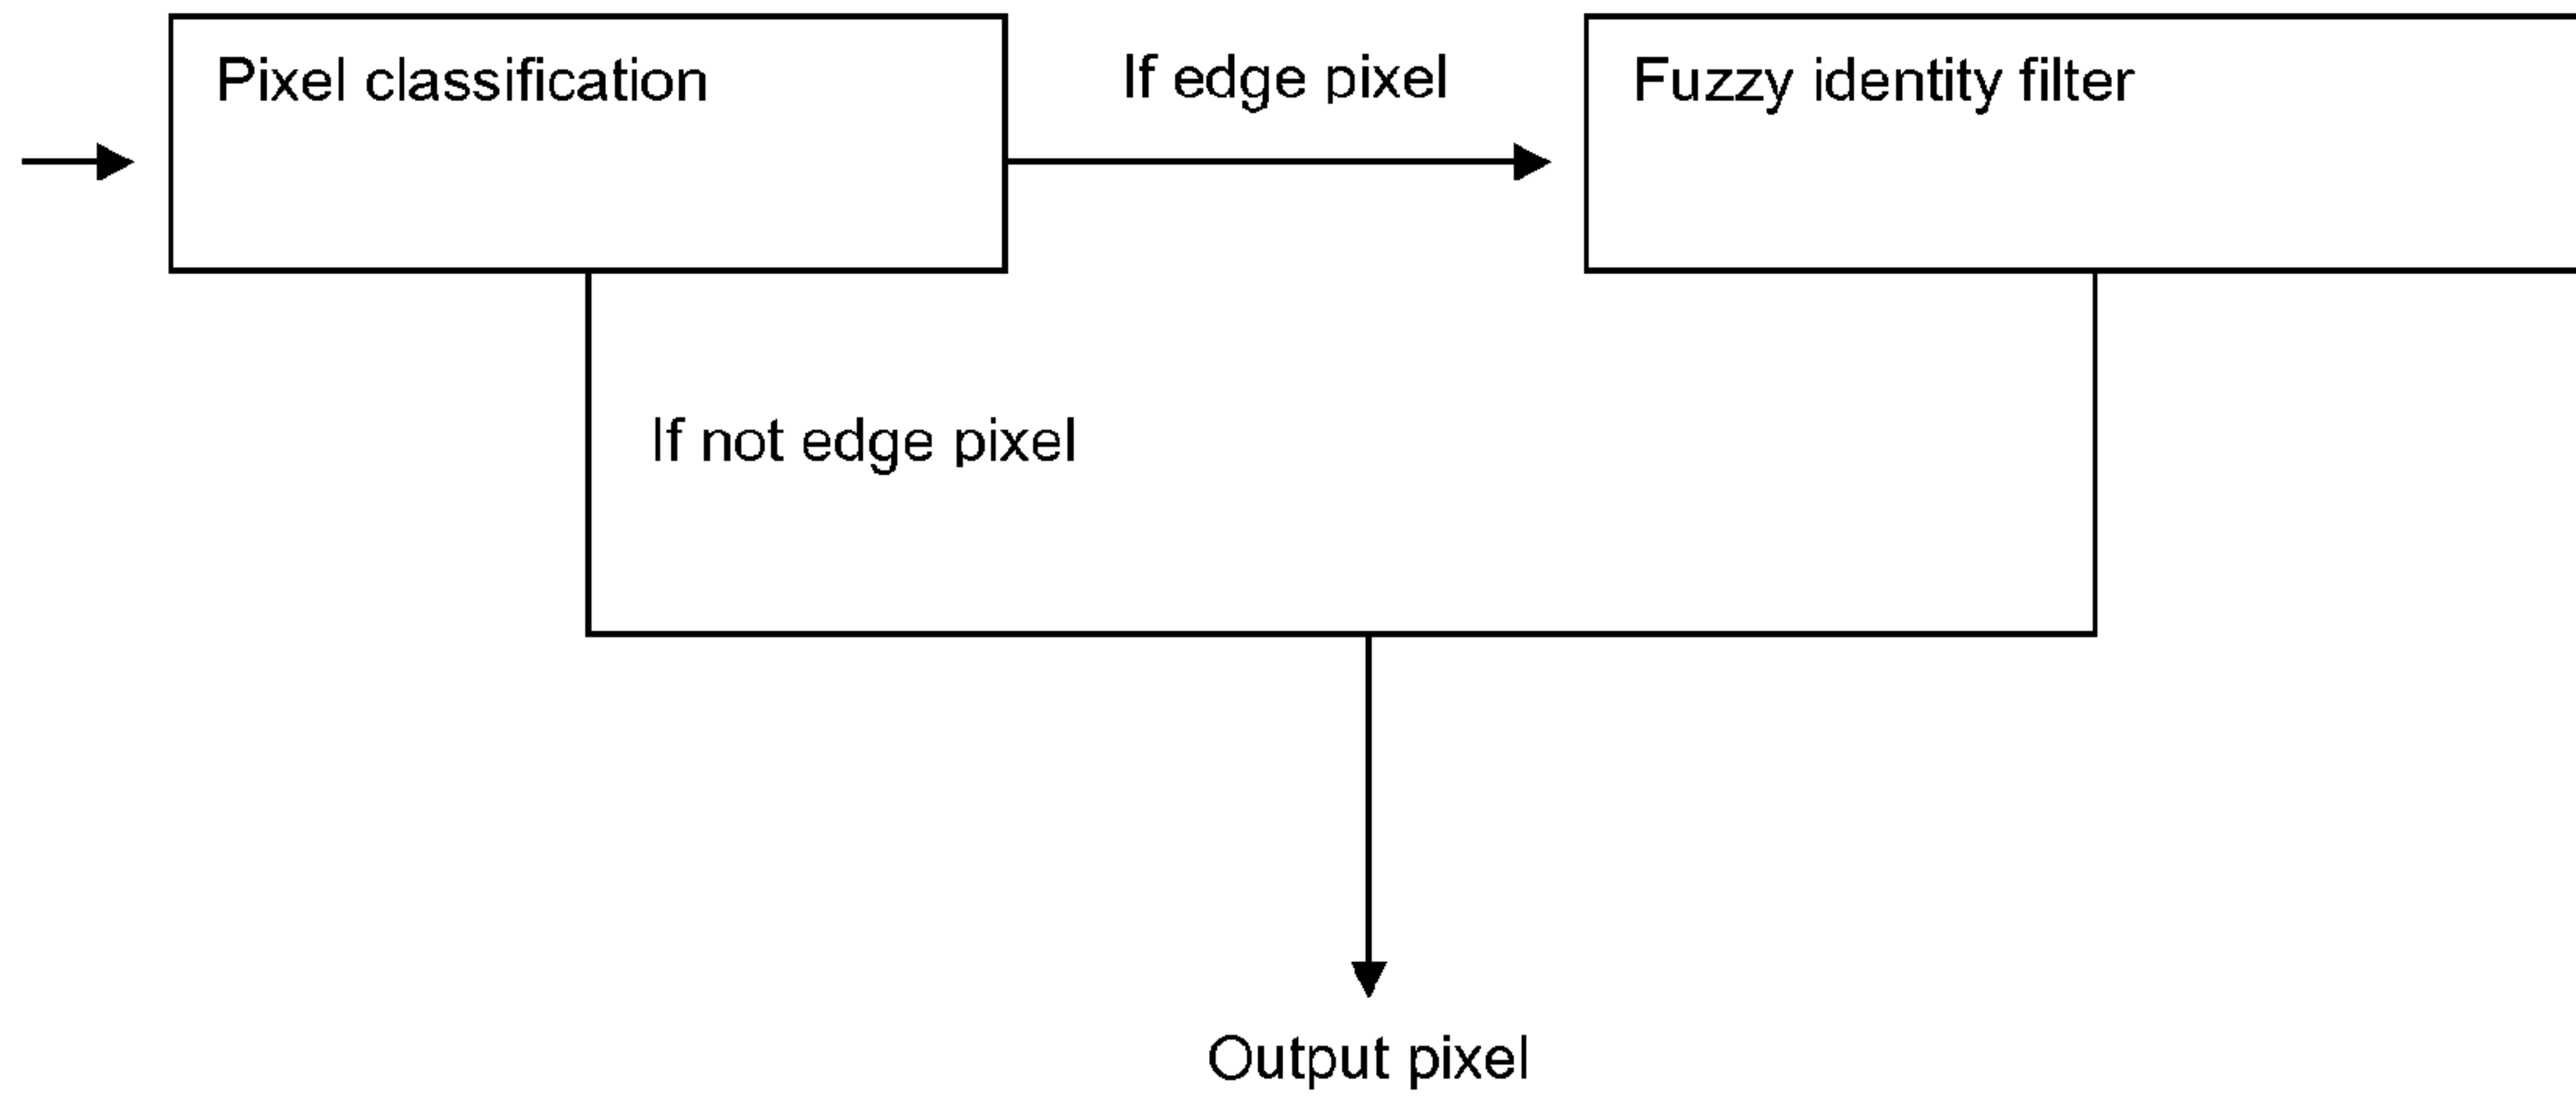 Pixel classification
If edge pixel
Fuzzy identity filter
If not edge pixel
Output pixel